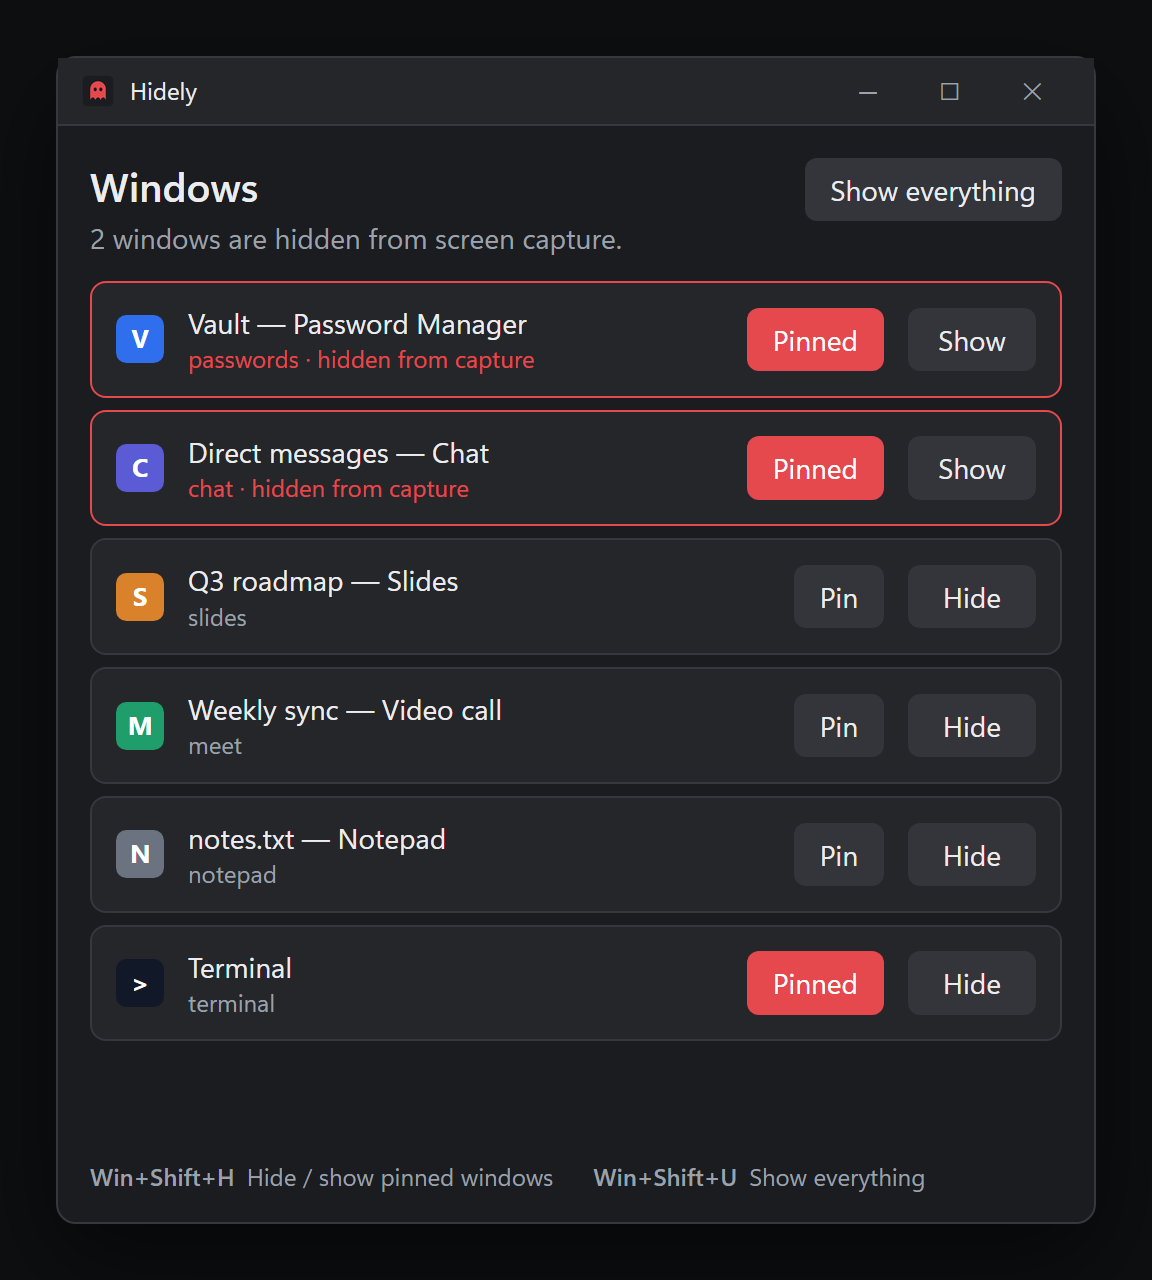 Hidely
Windows
Show everything
2 windows are hidden from screen capture.
V
Vault — Password Manager
passwords · hidden from capture
Pinned
Show
C
Direct messages — Chat
chat · hidden from capture
Pinned
Show
S
Q3 roadmap — Slides
slides
Pin
Hide
M
Weekly sync — Video call
meet
Pin
Hide
N
notes.txt — Notepad
notepad
Pin
Hide
>
Terminal
terminal
Pinned
Hide
Win+Shift+H Hide / show pinned windows
Win+Shift+U Show everything